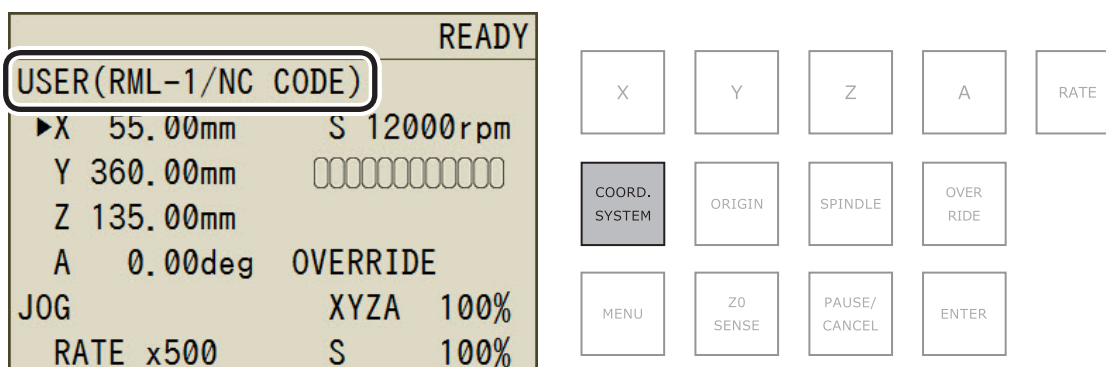 READY
USER(RML-1/NC CODE)
▶X 55.00mm S 12000rpm
Y 360.00mm
Z 135.00mm
A 0.00deg OVERRIDE
JOG XYZA 100%
RATE x500 S 100%
X Y Z A RATE
COORD.
SYSTEM
ORIGIN
SPINDLE
OVER
RIDE
MENU
Z0
SENSE
PAUSE/
CANCEL
ENTER